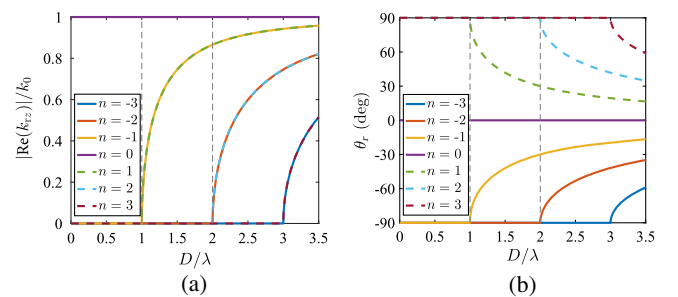 1
0.8
0.6
0.4
0.2
0
|Re(k_rz)|/k_0
n = -3
n = -2
n = -1
n = 0
n = 1
n = 2
n = 3
0 0.5 1 1.5 2 2.5 3 3.5
D/λ
(a)
90
60
30
0
-30
-60
-90
θ_r (deg)
n = -3
n = -2
n = -1
n = 0
n = 1
n = 2
n = 3
0 0.5 1 1.5 2 2.5 3 3.5
D/λ
(b)